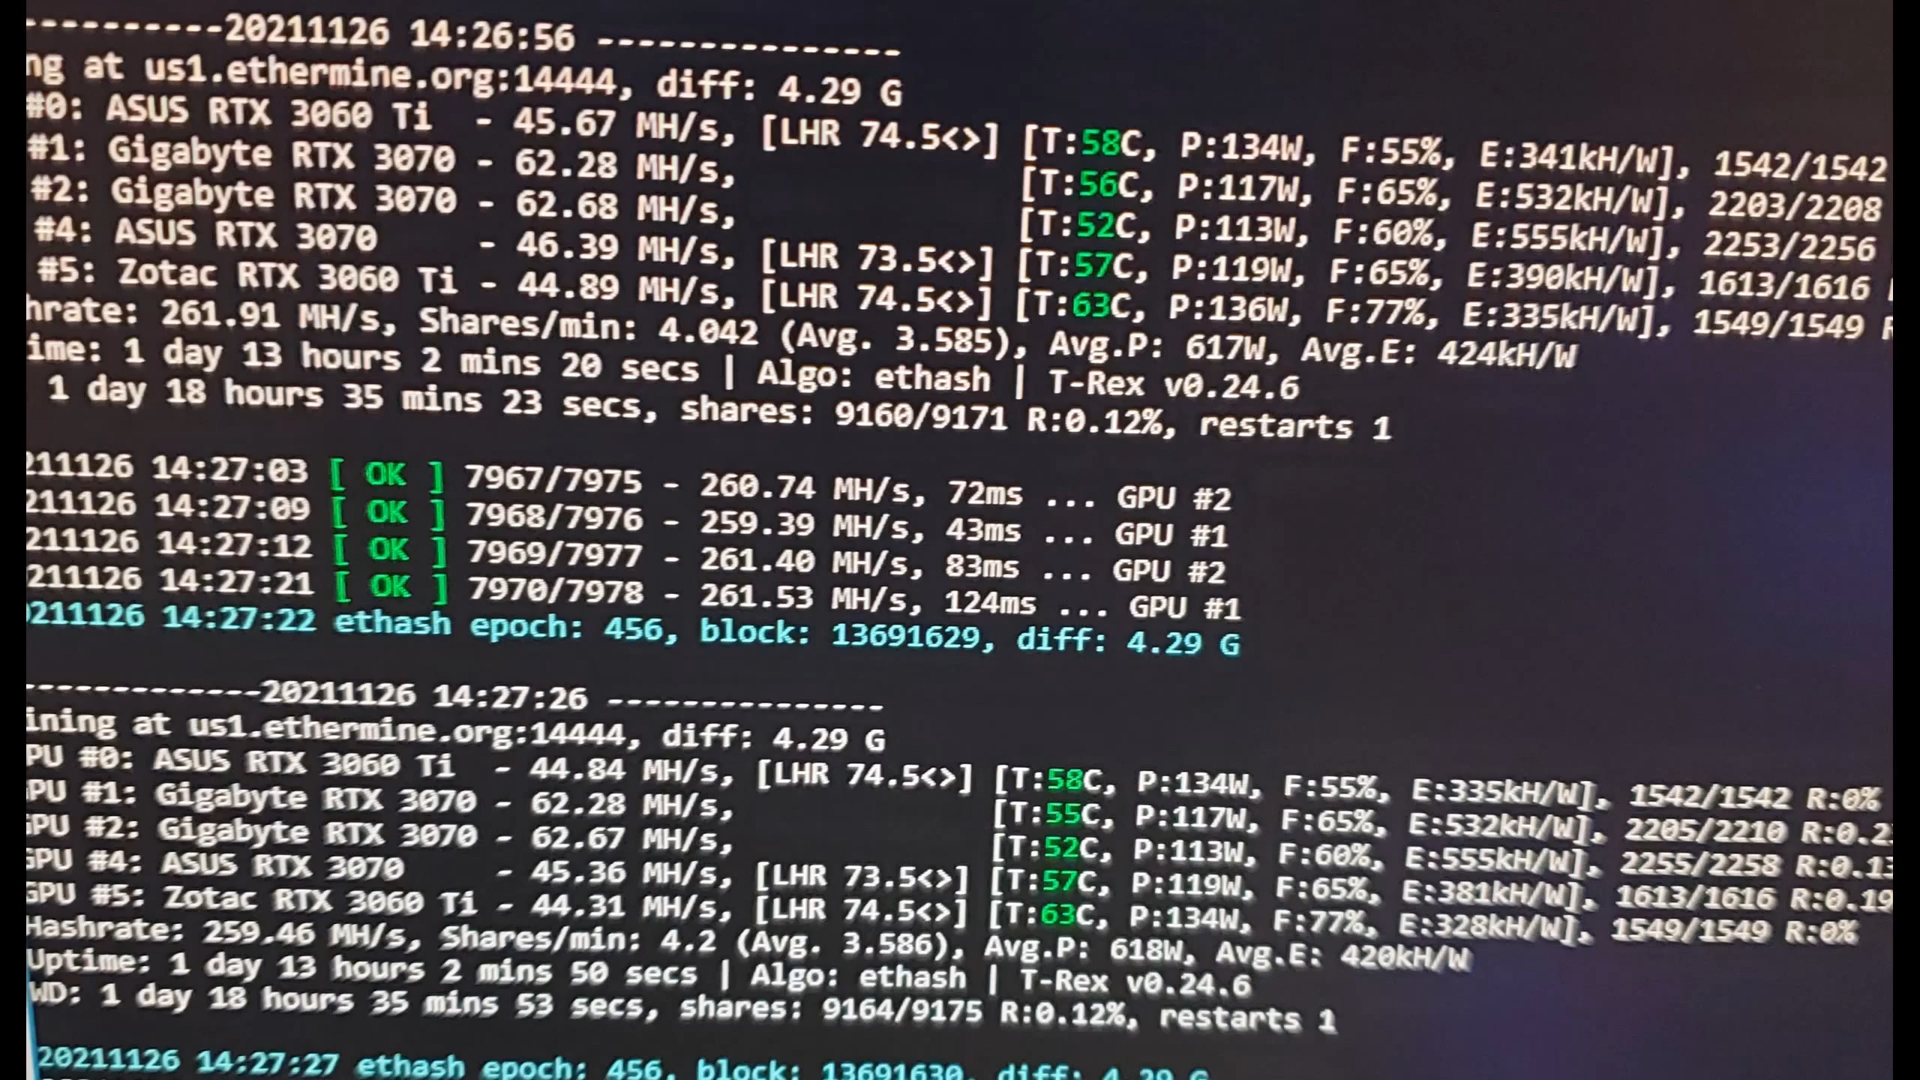 ----------20211126 14:26:56 ---------------
ng at us1.ethermine.org:14444, diff: 4.29 G
#0: ASUS RTX 3060 Ti - 45.67 MH/s, [LHR 74.5<>] [T:58C, P:134W, F:55%, E:341kH/W], 1542/1542
#1: Gigabyte RTX 3070 - 62.28 MH/s, [T:56C, P:117W, F:65%, E:532kH/W], 2203/2208
#2: Gigabyte RTX 3070 - 62.68 MH/s, [T:52C, P:113W, F:60%, E:555kH/W], 2253/2256
#4: ASUS RTX 3070 - 46.39 MH/s, [LHR 73.5<>] [T:57C, P:119W, F:65%, E:390kH/W], 1613/1616
#5: Zotac RTX 3060 Ti - 44.89 MH/s, [LHR 74.5<>] [T:63C, P:136W, F:77%, E:335kH/W], 1549/1549 R
hrate: 261.91 MH/s, Shares/min: 4.042 (Avg. 3.585), Avg.P: 617W, Avg.E: 424kH/W
ime: 1 day 13 hours 2 mins 20 secs | Algo: ethash | T-Rex v0.24.6
1 day 18 hours 35 mins 23 secs, shares: 9160/9171 R:0.12%, restarts 1
211126 14:27:03 [ OK ] 7967/7975 - 260.74 MH/s, 72ms ... GPU #2
211126 14:27:09 [ OK ] 7968/7976 - 259.39 MH/s, 43ms ... GPU #1
211126 14:27:12 [ OK ] 7969/7977 - 261.40 MH/s, 83ms ... GPU #2
211126 14:27:21 [ OK ] 7970/7978 - 261.53 MH/s, 124ms ... GPU #1
0211126 14:27:22 ethash epoch: 456, block: 13691629, diff: 4.29 G
-------------20211126 14:27:26 ---------------
ining at us1.ethermine.org:14444, diff: 4.29 G
PU #0: ASUS RTX 3060 Ti - 44.84 MH/s, [LHR 74.5<>] [T:58C, P:134W, F:55%, E:335kH/W], 1542/1542 R:0%
PU #1: Gigabyte RTX 3070 - 62.28 MH/s, [T:55C, P:117W, F:65%, E:532kH/W], 2205/2210 R:0.2
GPU #2: Gigabyte RTX 3070 - 62.67 MH/s, [T:52C, P:113W, F:60%, E:555kH/W], 2255/2258 R:0.13
GPU #4: ASUS RTX 3070 - 45.36 MH/s, [LHR 73.5<>] [T:57C, P:119W, F:65%, E:381kH/W], 1613/1616 R:0.19
GPU #5: Zotac RTX 3060 Ti - 44.31 MH/s, [LHR 74.5<>] [T:63C, P:134W, F:77%, E:328kH/W], 1549/1549 R:0%
Hashrate: 259.46 MH/s, Shares/min: 4.2 (Avg. 3.586), Avg.P: 618W, Avg.E: 420kH/W
Uptime: 1 day 13 hours 2 mins 50 secs | Algo: ethash | T-Rex v0.24.6
WD: 1 day 18 hours 35 mins 53 secs, shares: 9164/9175 R:0.12%, restarts 1
20211126 14:27:27 ethash epoch: 456, block: 13691630, diff: 4.29 G